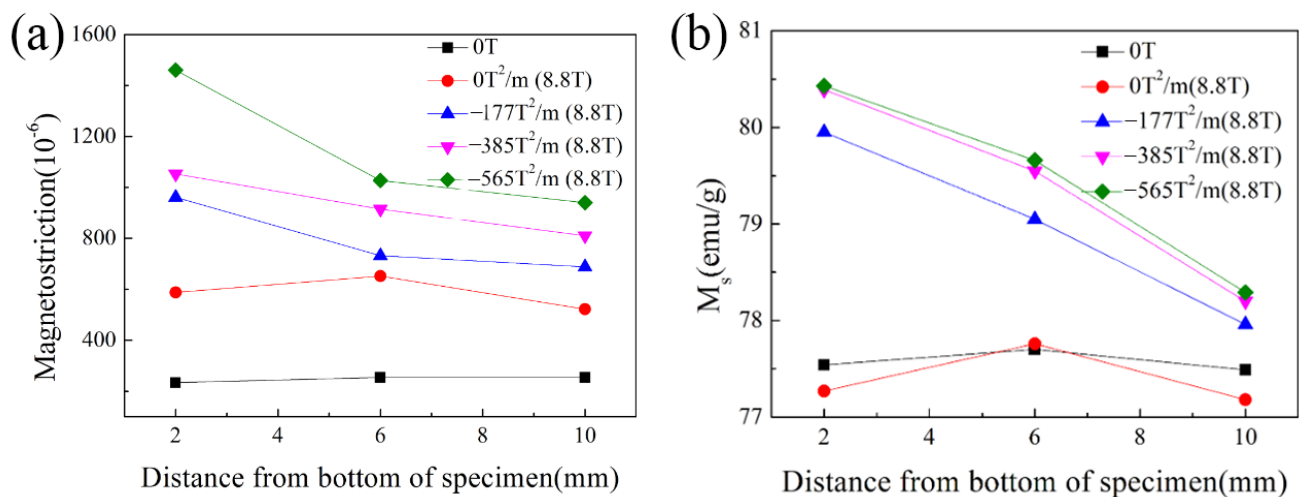 (a)
Magnetostriction(10⁻⁶)
1600
1200
800
400
0T
0T²/m (8.8T)
−177T²/m (8.8T)
−385T²/m (8.8T)
−565T²/m (8.8T)
2 4 6 8 10
Distance from bottom of specimen(mm)
(b)
Mₛ(emu/g)
81
80
79
78
77
0T
0T²/m(8.8T)
−177T²/m(8.8T)
−385T²/m(8.8T)
−565T²/m(8.8T)
2 4 6 8 10
Distance from bottom of specimen(mm)